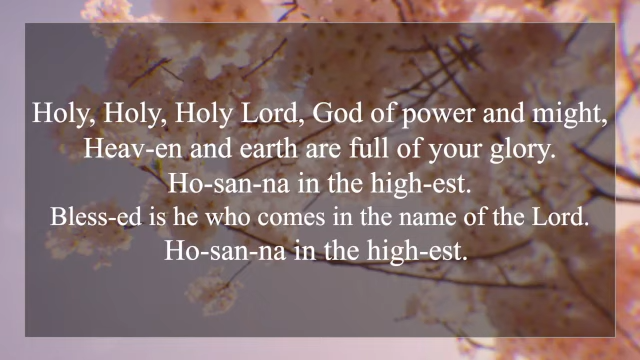 Holy, Holy, Holy Lord, God of power and might,
Heav-en and earth are full of your glory.
Ho-san-na in the high-est.
Bless-ed is he who comes in the name of the Lord.
Ho-san-na in the high-est.